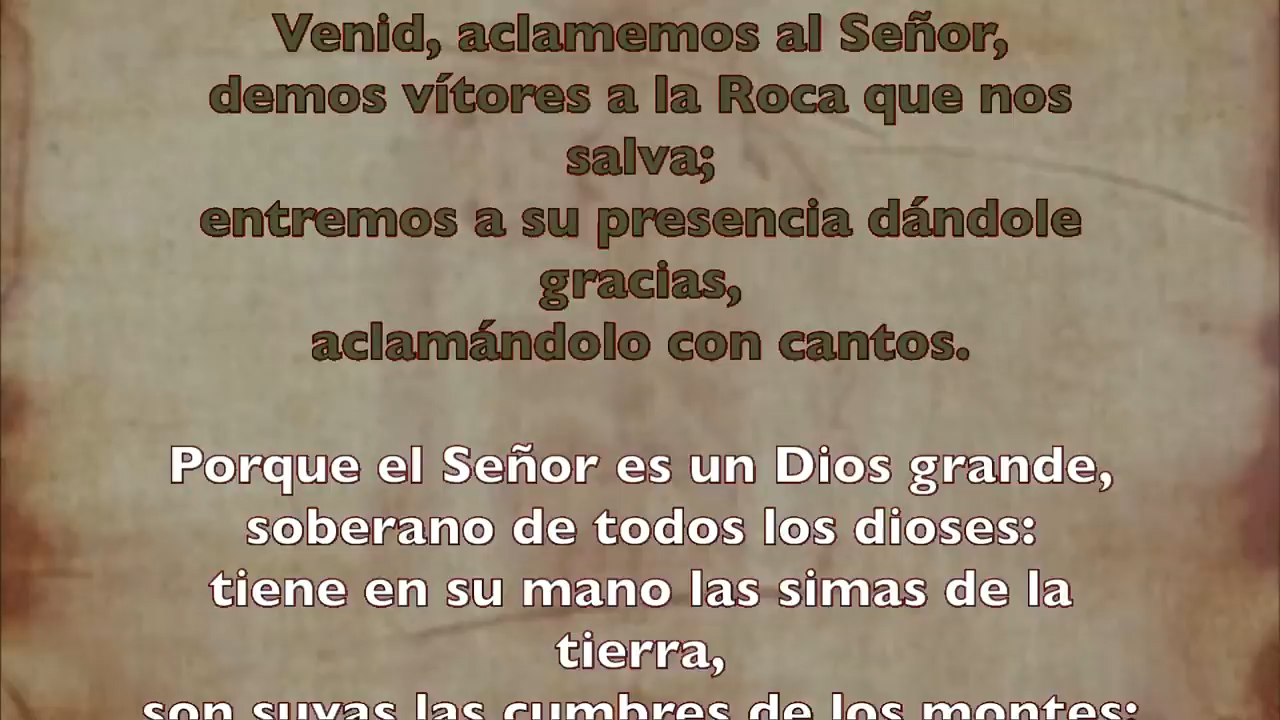 Venid, aclamemos al Señor,
demos vítores a la Roca que nos
salva;
entremos a su presencia dándole
gracias,
aclamándolo con cantos.
Porque el Señor es un Dios grande,
soberano de todos los dioses:
tiene en su mano las simas de la
tierra,
son suyas las cumbres de los montes;